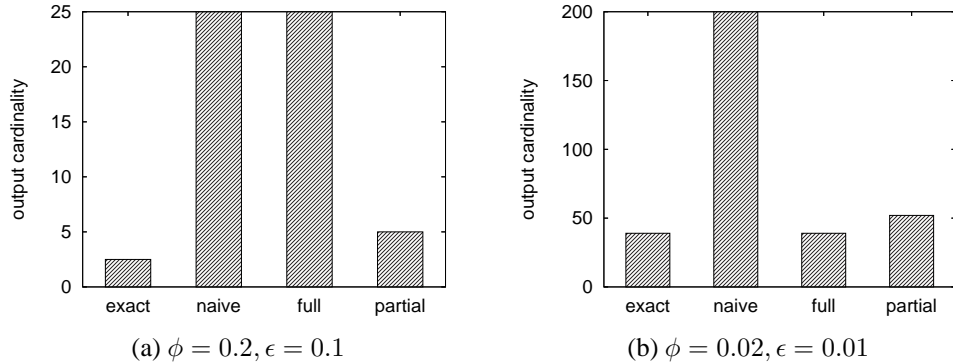 output cardinality
25
20
15
10
5
0
exact naive full partial
(a) ϕ = 0.2, ϵ = 0.1
output cardinality
200
150
100
50
0
exact naive full partial
(b) ϕ = 0.02, ϵ = 0.01